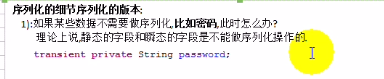 序列化的细节序列化的版本:
1):如果某些数据不需要做序列化,比如密码,此时怎么办?
理论上说,静态的字段和瞬态的字段是不能做序列化操作的.
transient private String password;